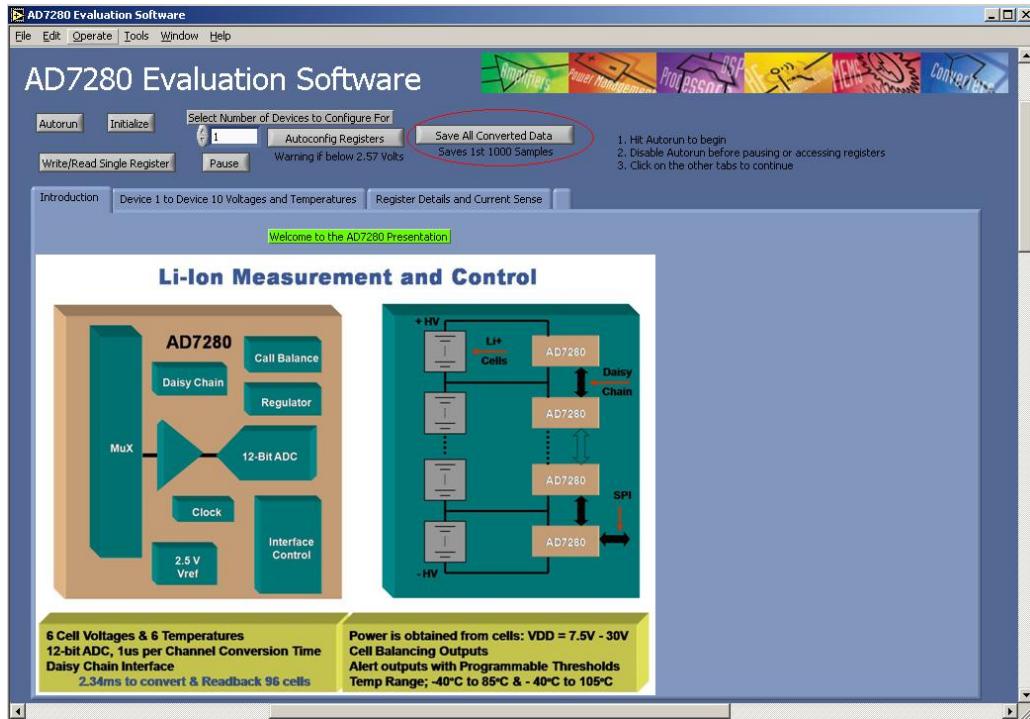 AD7280 Evaluation Software
File Edit Operate Tools Window Help
AD7280 Evaluation Software
Amplifiers Power Management Processors DSP MEMS Converters
Autorun Initialize
Select Number of Devices to Configure For
1
Autoconfig Registers
Warning if below 2.57 Volts
Save All Converted Data
Saves 1st 1000 Samples
1. Hit Autorun to begin
2. Disable Autorun before pausing or accessing registers
3. Click on the other tabs to continue
Write/Read Single Register Pause
Introduction Device 1 to Device 10 Voltages and Temperatures Register Details and Current Sense
Welcome to the AD7280 Presentation
Li-Ion Measurement and Control
AD7280
Call Balance
Daisy Chain
Regulator
MuX
12-Bit ADC
Clock
Interface
Control
2.5 V
Vref
+ HV
Li+
Cells
AD7280
Daisy
Chain
AD7280
AD7280
SPI
AD7280
- HV
6 Cell Voltages & 6 Temperatures
12-bit ADC, 1us per Channel Conversion Time
Daisy Chain Interface
2.34ms to convert & Readback 96 cells
Power is obtained from cells: VDD = 7.5V - 30V
Cell Balancing Outputs
Alert outputs with Programmable Thresholds
Temp Range; -40°C to 85°C & - 40°C to 105°C